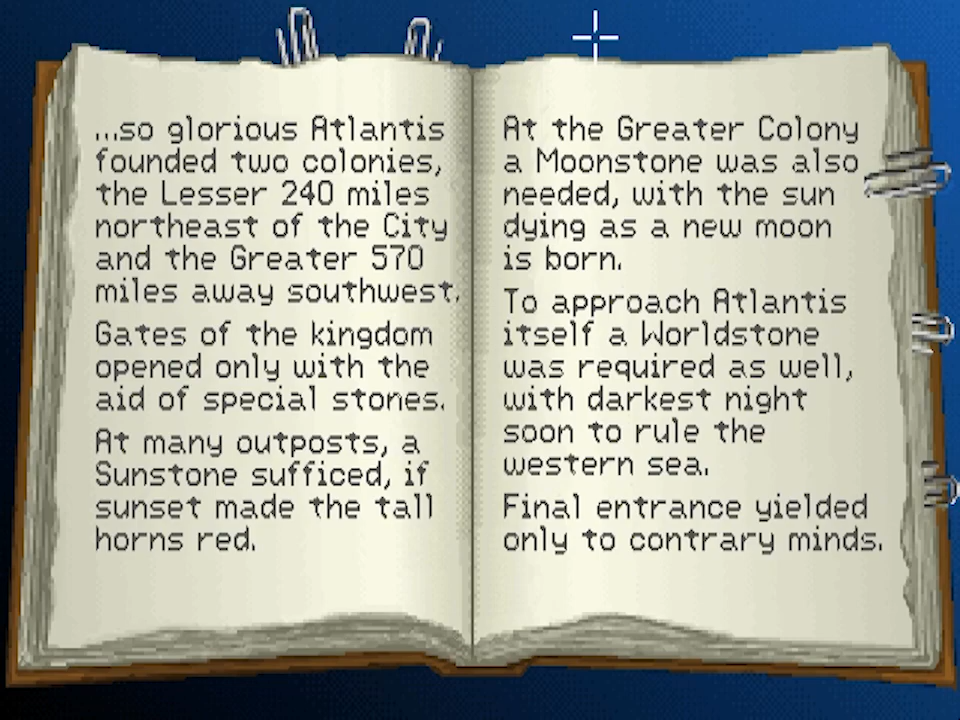 ...so glorious Atlantis
founded two colonies,
the Lesser 240 miles
northeast of the City
and the Greater 570
miles away southwest.
Gates of the kingdom
opened only with the
aid of special stones.
At many outposts, a
Sunstone sufficed, if
sunset made the tall
horns red.
At the Greater Colony
a Moonstone was also
needed, with the sun
dying as a new moon
is born.
To approach Atlantis
itself a Worldstone
was required as well,
with darkest night
soon to rule the
western sea.
Final entrance yielded
only to contrary minds.